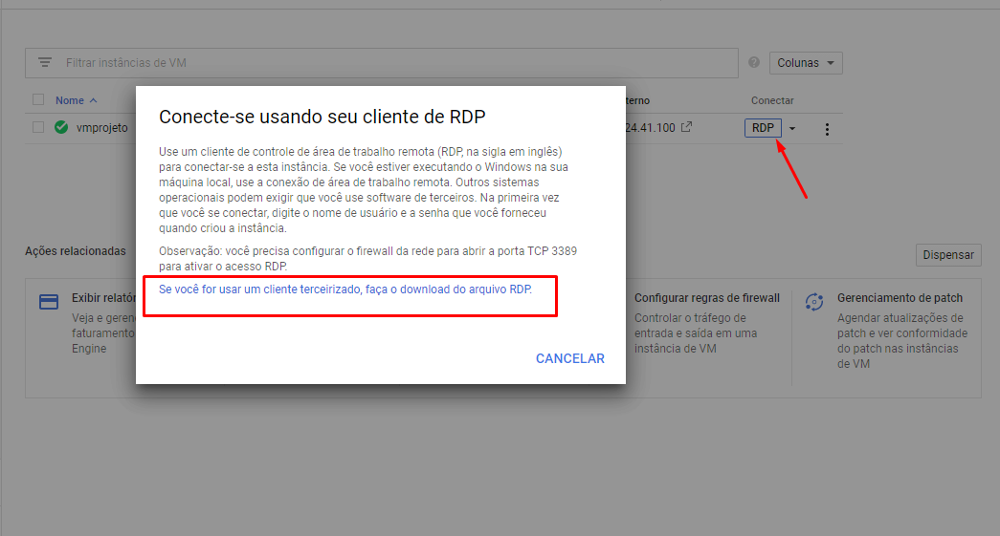 Filtrar instâncias de VM
Colunas
Nome
terno
Conectar
vmprojeto
24.41.100
RDP
Conecte-se usando seu cliente de RDP
Use um cliente de controle de área de trabalho remota (RDP, na sigla em inglês)
para conectar-se a esta instância. Se você estiver executando o Windows na sua
máquina local, use a conexão de área de trabalho remota. Outros sistemas
operacionais podem exigir que você use software de terceiros. Na primeira vez
que você se conectar, digite o nome de usuário e a senha que você forneceu
quando criou a instância.
Observação: você precisa configurar o firewall da rede para abrir a porta TCP 3389
para ativar o acesso RDP.
Se você for usar um cliente terceirizado, faça o download do arquivo RDP.
CANCELAR
Ações relacionadas
Dispensar
Exibir relató
Veja e geren
faturamento
Engine
Configurar regras de firewall
Controlar o tráfego de
entrada e saída em uma
instância de VM
Gerenciamento de patch
Agendar atualizações de
patch e ver conformidade
do patch nas instâncias
de VM